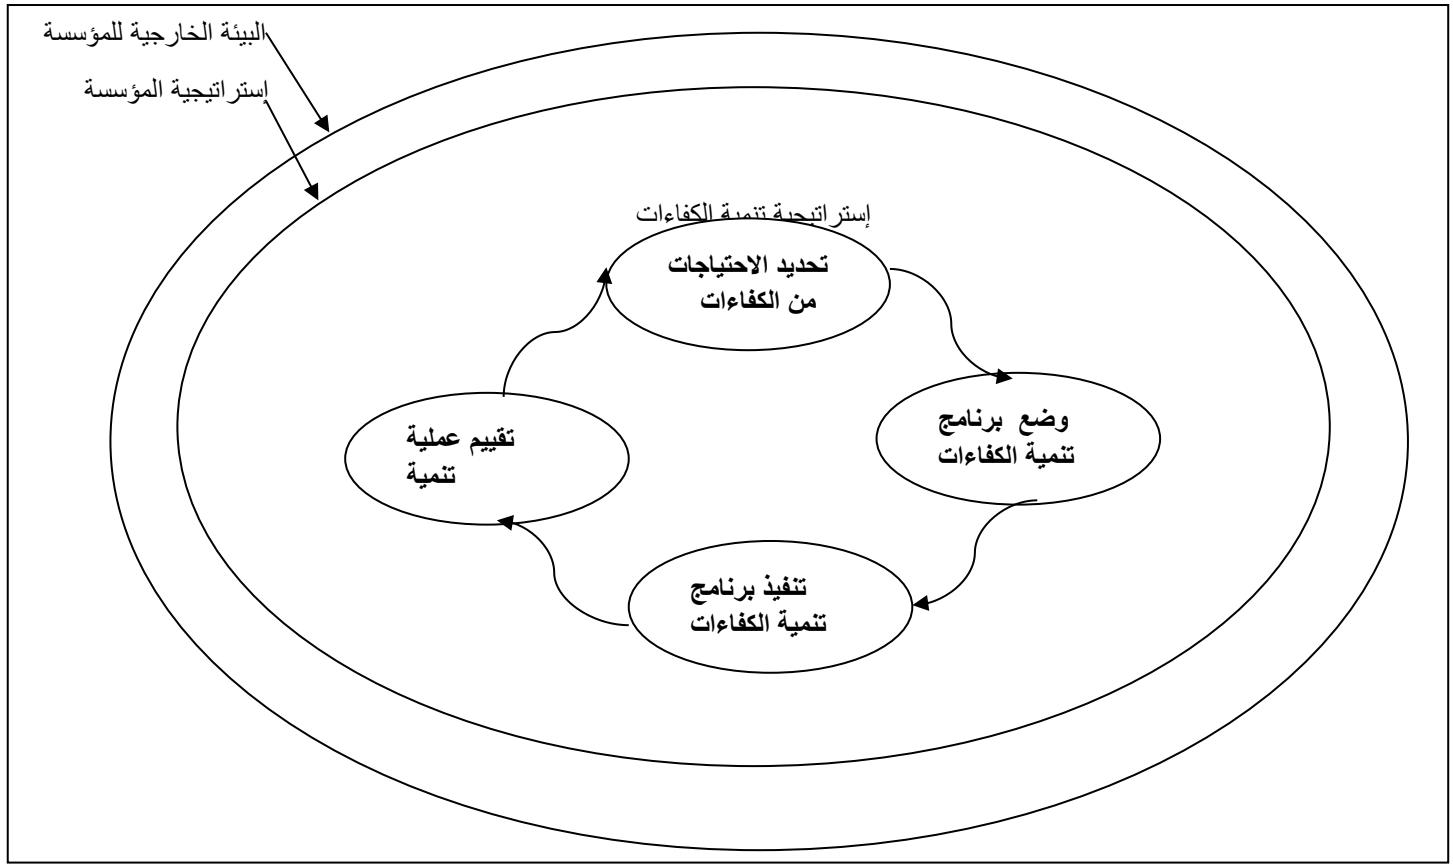 البيئة الخارجية للمؤسسة
إستراتيجية المؤسسة
إستراتيجية تنمية الكفاءات
تحديد الاحتياجات
من الكفاءات
وضع برنامج
تنمية الكفاءات
تقييم عملية
تنمية
تنفيذ برنامج
تنمية الكفاءات